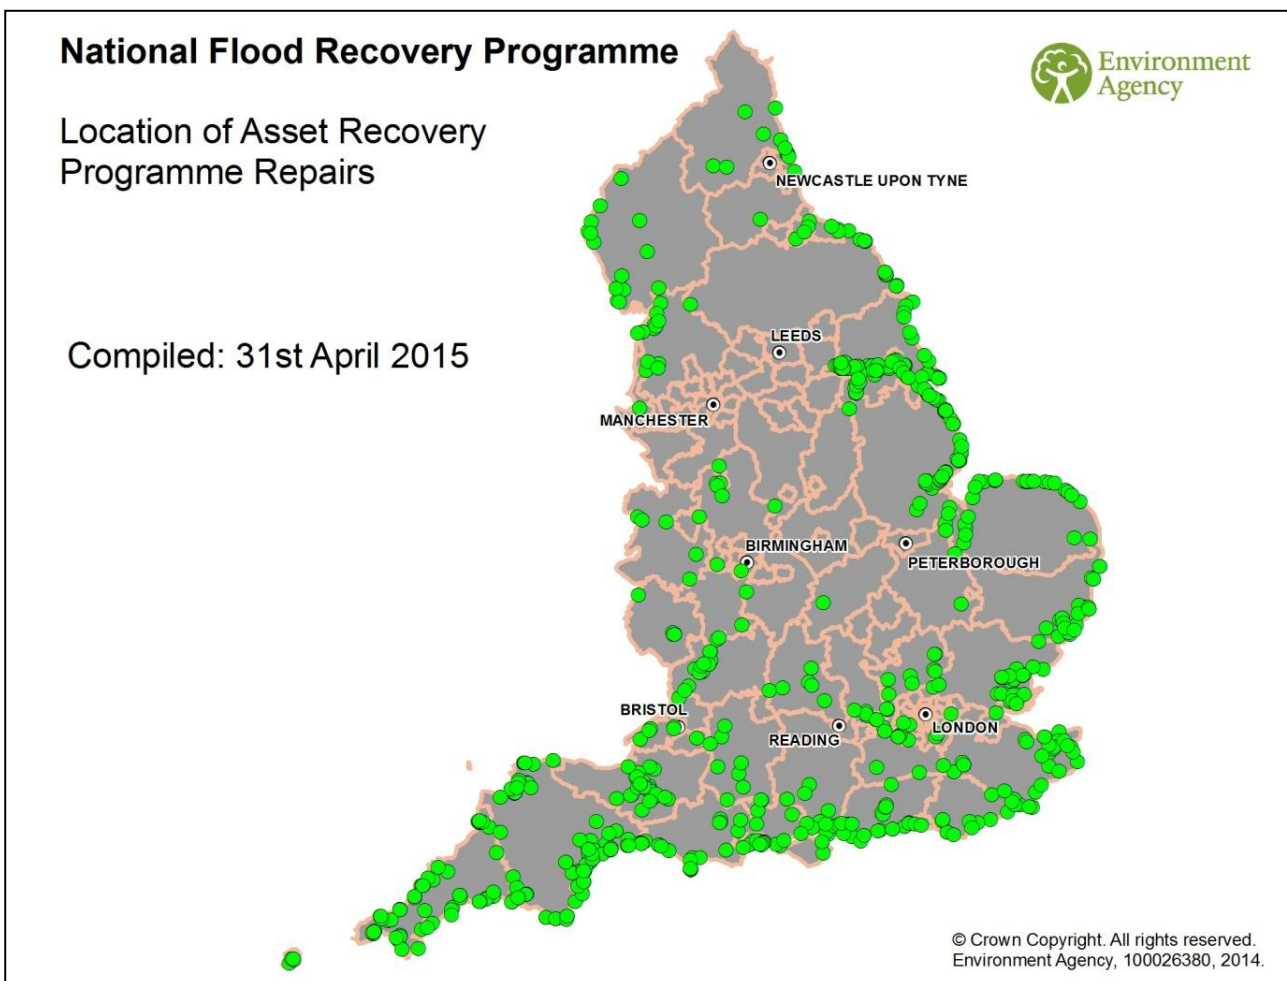 National Flood Recovery Programme
Environment
Agency
Location of Asset Recovery
Programme Repairs
NEWCASTLE UPON TYNE
Compiled: 31st April 2015
LEEDS
MANCHESTER
BIRMINGHAM
PETERBOROUGH
BRISTOL
READING
LONDON
© Crown Copyright. All rights reserved.
Environment Agency, 100026380, 2014.